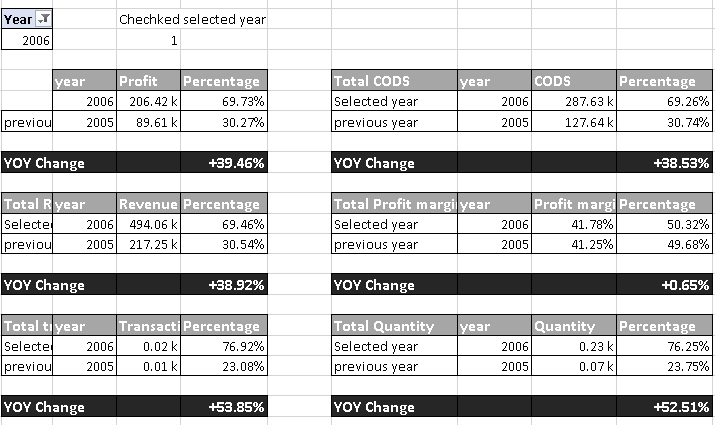 Year Chechked selected year
2006 1
year Profit Percentage Total CODS year CODS Percentage
2006 206.42 k 69.73% Selected year 2006 287.63 k 69.26%
previou 2005 89.61 k 30.27% previous year 2005 127.64 k 30.74%
YOY Change +39.46% YOY Change +38.53%
Total R year Revenue Percentage Total Profit margi year Profit margi Percentage
Selecte 2006 494.06 k 69.46% Selected year 2006 41.78% 50.32%
previou 2005 217.25 k 30.54% previous year 2005 41.25% 49.68%
YOY Change +38.92% YOY Change +0.65%
Total t year Transacti Percentage Total Quantity year Quantity Percentage
Selecte 2006 0.02 k 76.92% Selected year 2006 0.23 k 76.25%
previou 2005 0.01 k 23.08% previous year 2005 0.07 k 23.75%
YOY Change +53.85% YOY Change +52.51%